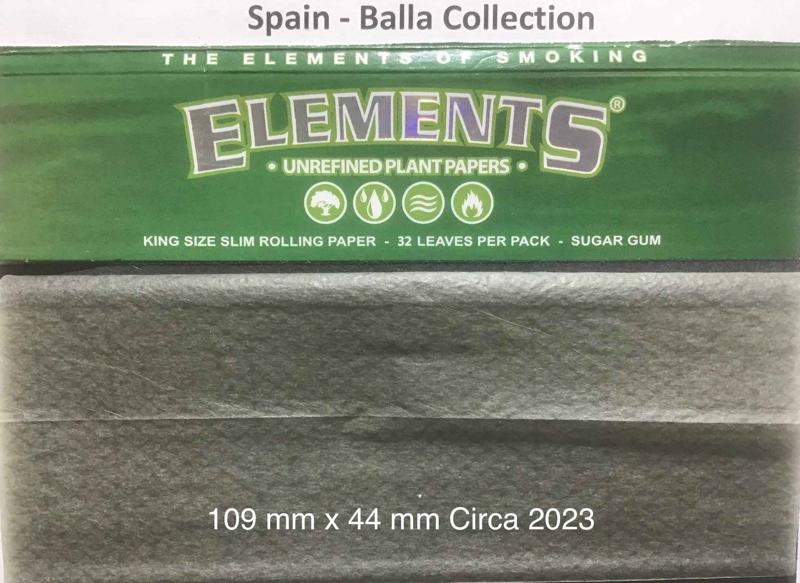 Spain - Balla Collection
THE ELEMENTS OF SMOKING
ELEMENTS®
• UNREFINED PLANT PAPERS •
KING SIZE SLIM ROLLING PAPER - 32 LEAVES PER PACK - SUGAR GUM
109 mm x 44 mm Circa 2023